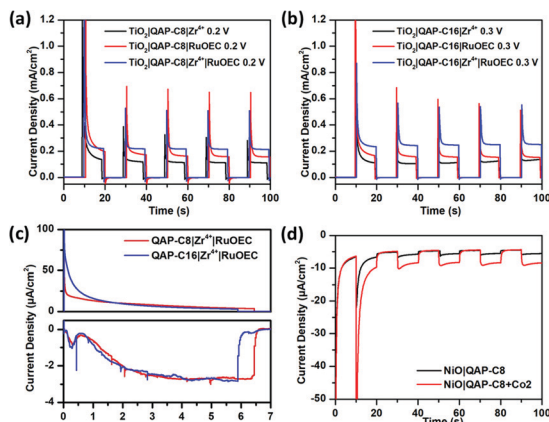 (a)
TiO2|QAP-C8|Zr4+ 0.2 V
TiO2|QAP-C8|RuOEC 0.2 V
TiO2|QAP-C8|Zr4+|RuOEC 0.2 V
Current Density (mA/cm2)
1.2
1.0
0.8
0.6
0.4
0.2
0.0
0 20 40 60 80 100
Time (s)
(b)
TiO2|QAP-C16|Zr4+ 0.3 V
TiO2|QAP-C16|RuOEC 0.3 V
TiO2|QAP-C16|Zr4+|RuOEC 0.3 V
Current Density (mA/cm2)
1.2
1.0
0.8
0.6
0.4
0.2
0.0
0 20 40 60 80 100
Time (s)
(c)
QAP-C8|Zr4+|RuOEC
QAP-C16|Zr4+|RuOEC
Current Density (μA/cm2)
100
50
0
0
-2
-4
0 1 2 3 4 5 6 7
(d)
NiO|QAP-C8
NiO|QAP-C8+Co2
Current Density (μA/cm2)
0
-10
-20
-30
-40
-50
0 20 40 60 80 100
Time (s)